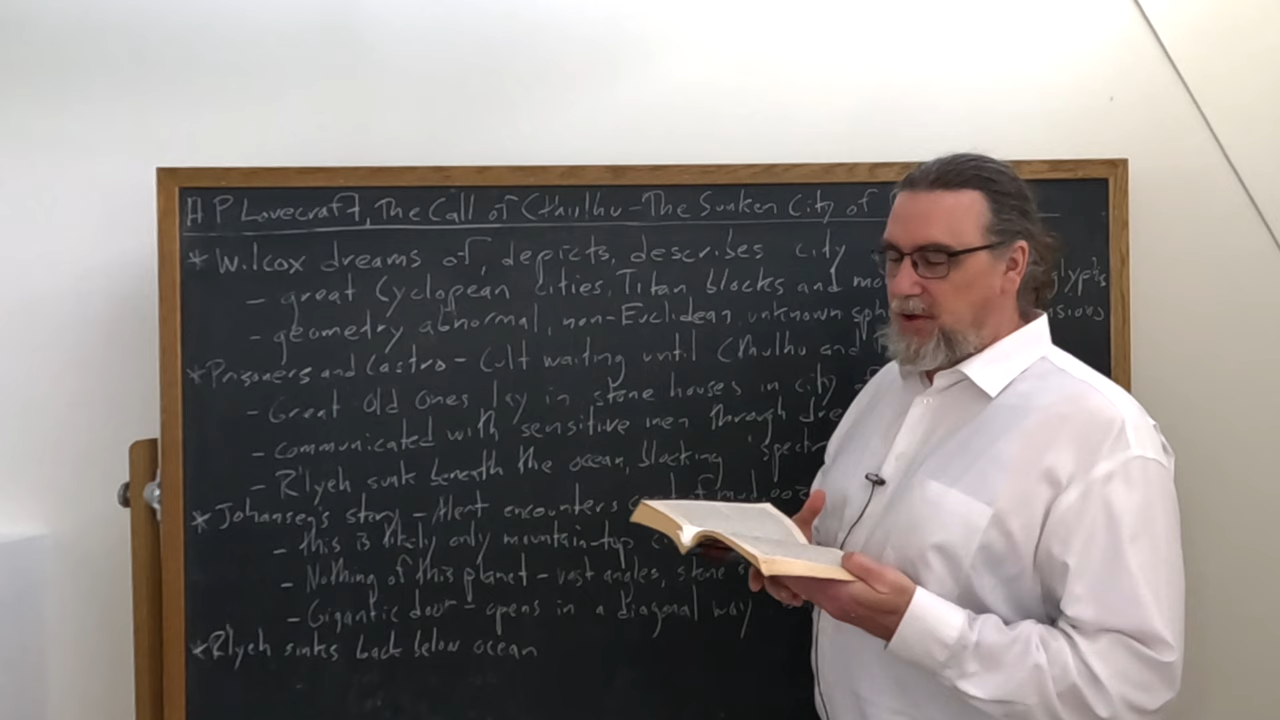 H P Lovecraft, The Call of Cthulhu - The Sunken City of
* Wilcox dreams of, depicts, describes city
- great Cyclopean cities, Titan blocks and
- geometry abnormal, non-Euclidean unknown
* Prisoners and Castro - Cult waiting until Cthulhu and
- Great Old Ones lay in stone houses in city
- communicated with sensitive men through
- R'lyeh sunk beneath the ocean, blocking
* Johansen's story - Alert encounters mud, ooze
- this is likely only mountain-top
- Nothing of this planet - vast angles, stone
- Gigantic door - opens in a diagonal way
* R'lyeh sinks back below ocean